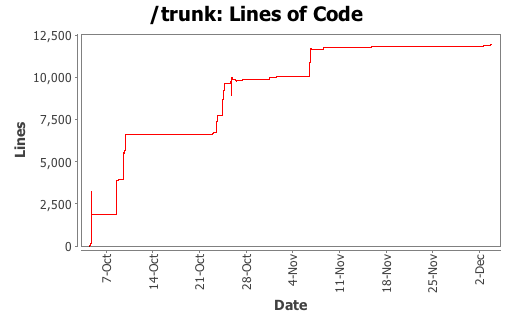 /trunk: Lines of Code
12,500
10,000
7,500
5,000
2,500
0
Lines
7-Oct
14-Oct
21-Oct
28-Oct
4-Nov
11-Nov
18-Nov
25-Nov
2-Dec
Date